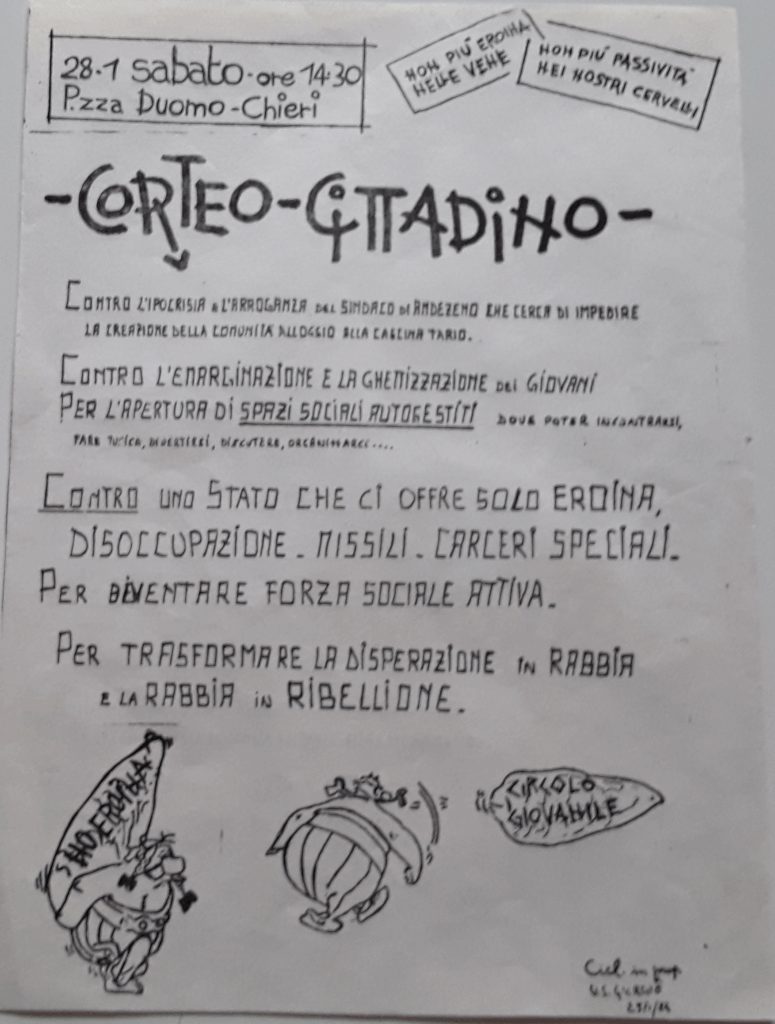 28·1 sabato·ore 14:30
P.zza Duomo-Chieri
NON PIÙ EROINA
NELLE VENE
NON PIÙ PASSIVITÀ
NEI NOSTRI CERVELLI
-CORTEO-CITTADINO-
CONTRO L'IPOCRISIA E L'ARROGANZA DEL SINDACO DI ANDEZENO CHE CERCA DI IMPEDIRE
LA CREAZIONE DELLA COMUNITÀ ALLOGGIO ALLA CASCINA TARIO.
CONTRO L'EMARGINAZIONE E LA GHETTIZZAZIONE DEI GIOVANI
PER L'APERTURA DI SPAZI SOCIALI AUTOGESTITI DOVE POTER INCONTRARSI,
FARE MUSICA, DIVERTIRSI, DISCUTERE, ORGANIZZARCI....
CONTRO UNO STATO CHE CI OFFRE SOLO EROINA,
DISOCCUPAZIONE - MISSILI - CARCERI SPECIALI.
PER DIVENTARE FORZA SOCIALE ATTIVA.
PER TRASFORMARE LA DISPERAZIONE IN RABBIA
E LA RABBIA IN RIBELLIONE.
NO EROINA
CIRCOLO
GIOVANILE
Cicl. in prop.